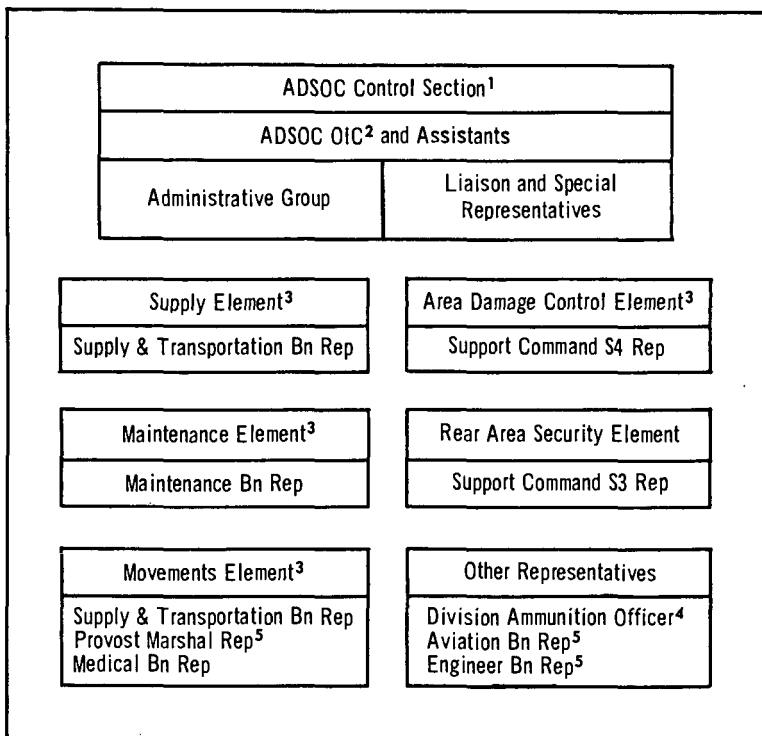 ADSOC Control Section¹
ADSOC OIC² and Assistants
Administrative Group
Liaison and Special
Representatives
Supply Element³
Supply & Transportation Bn Rep
Area Damage Control Element³
Support Command S4 Rep
Maintenance Element³
Maintenance Bn Rep
Rear Area Security Element
Support Command S3 Rep
Movements Element³
Supply & Transportation Bn Rep
Provost Marshal Rep⁵
Medical Bn Rep
Other Representatives
Division Ammunition Officer⁴
Aviation Bn Rep⁵
Engineer Bn Rep⁵